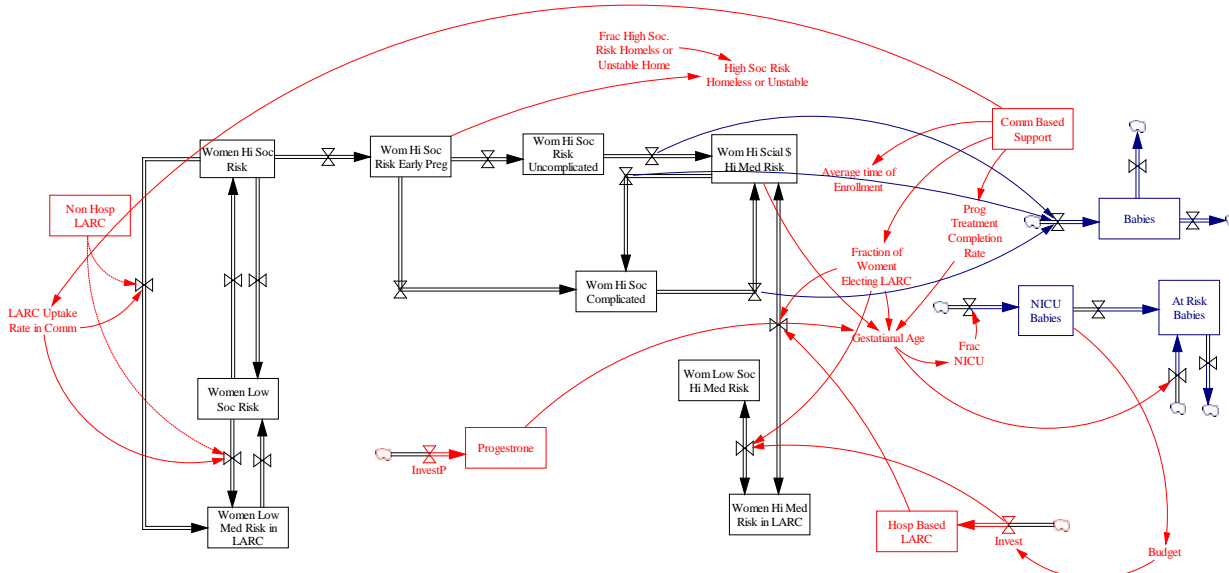 Frac High Soc.
Risk Homelss or
Unstable Home
High Soc Risk
Homeless or Unstable
Comm Based
Support
Women Hi Soc
Risk
Wom Hi Soc
Risk Early Preg
Wom Hi Soc
Risk
Uncomplicated
Wom Hi Scial $
Hi Med Risk
Average time of
Enrollment
Non Hosp
LARC
Prog
Treatment
Completion
Rate
Babies
Fraction of
Women
Electing LARC
Wom Hi Soc
Complicated
LARC Uptake
Rate in Comm
NICU
Babies
At Risk
Babies
Gestatianal Age
Frac
NICU
Wom Low Soc
Hi Med Risk
Women Low
Soc Risk
Progestrone
InvestP
Women Low
Med Risk in
LARC
Women Hi Med
Risk in LARC
Hosp Based
LARC
Invest
Budget